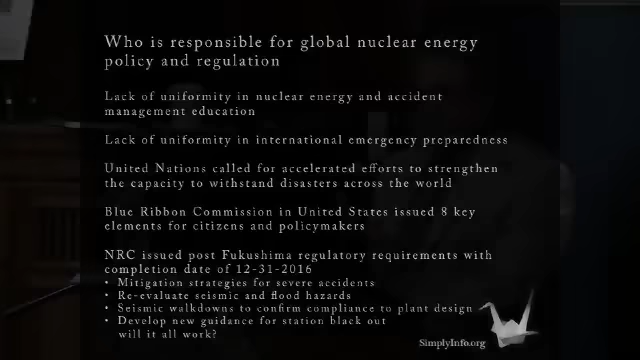 Who is responsible for global nuclear energy
policy and regulation
Lack of uniformity in nuclear energy and accident
management education
Lack of uniformity in international emergency preparedness
United Nations called for accelerated efforts to strengthen
the capacity to withstand disasters across the world
Blue Ribbon Commission in United States issued 8 key
elements for citizens and policymakers
NRC issued post Fukushima regulatory requirements with
completion date of 12-31-2016
• Mitigation strategies for severe accidents
• Re-evaluate seismic and flood hazards
• Seismic walkdowns to confirm compliance to plant design
• Develop new guidance for station black out
will it all work?
SimplyInfo.org